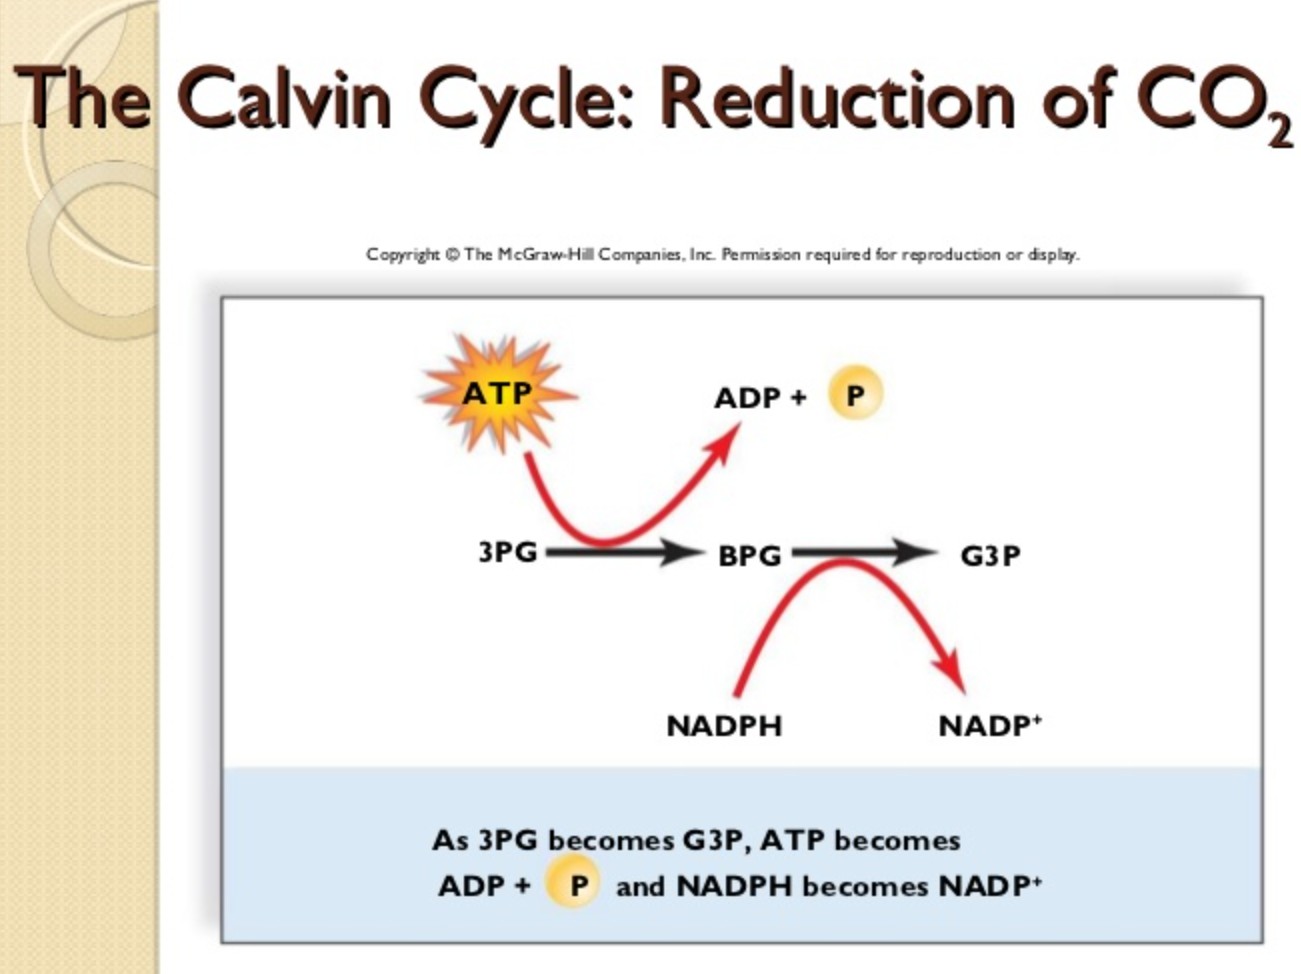 The Calvin Cycle: Reduction of CO₂
Copyright © The McGraw-Hill Companies, Inc. Permission required for reproduction or display.
ATP
ADP + P
3PG BPG G3P
NADPH NADP⁺
As 3PG becomes G3P, ATP becomes
ADP + P and NADPH becomes NADP⁺